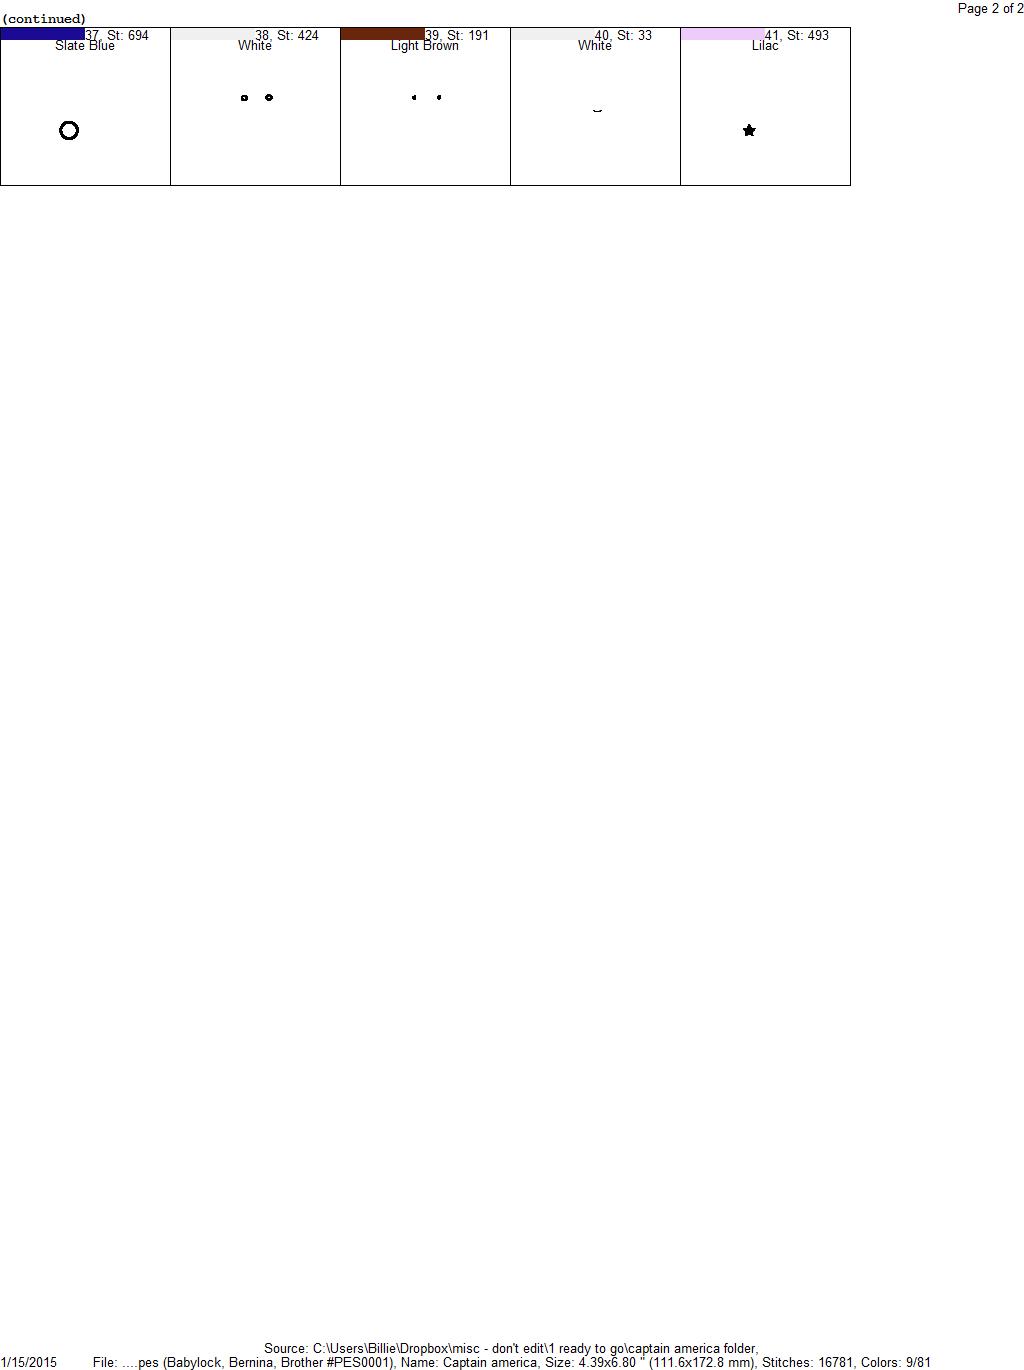 Page 2 of 2
(continued)
37, St: 694
Slate Blue
38, St: 424
White
39, St: 191
Light Brown
40, St: 33
White
41, St: 493
Lilac
Source: C:\Users\Billie\Dropbox\misc - don't edit\1 ready to go\captain america folder,
1/15/2015 File: ....pes (Babylock, Bernina, Brother #PES0001), Name: Captain america, Size: 4.39x6.80 " (111.6x172.8 mm), Stitches: 16781, Colors: 9/81